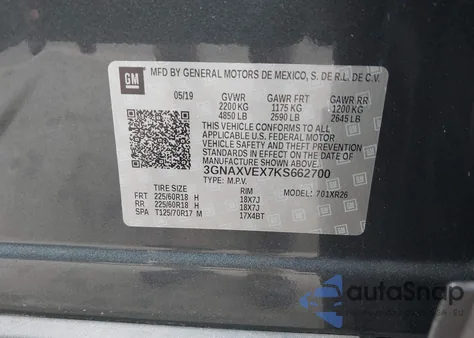 GM
MFD BY GENERAL MOTORS DE MEXICO, S. DE R.L. DE C.V.
05/19 GVWR GAWR FRT GAWR RR
2200 KG 1175 KG 1200 KG
4850 LB 2590 LB 2645 LB
THIS VEHICLE CONFORMS TO ALL
APPLICABLE U.S. FEDERAL MOTOR
VEHICLE SAFETY STANDARDS IN
EFFECT ON THE DATE OF
MANUFACTURE SHOWN ABOVE.
3GNAXVEX7KS662700
TYPE: M.P.V. MODEL: 701XR26
TIRE SIZE RIM
FRT 225/60R18 H 18X7J
RR 225/60R18 H 18X7J
SPA T125/70R17 M 17X4BT
autoSnap